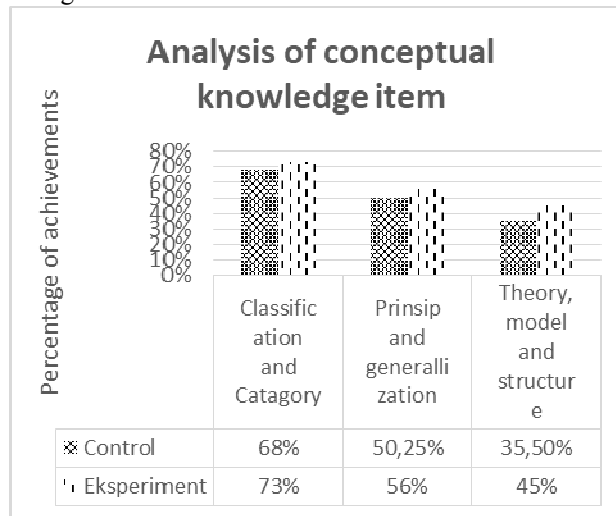 Analysis of conceptual
knowledge item
Percentage of achievements
80%
70%
60%
50%
40%
30%
20%
10%
0%
Classific
ation
and
Catagory
Prinsip
and
generalli
zation
Theory,
model
and
structur
e
Control 68% 50,25% 35,50%
Eksperiment 73% 56% 45%